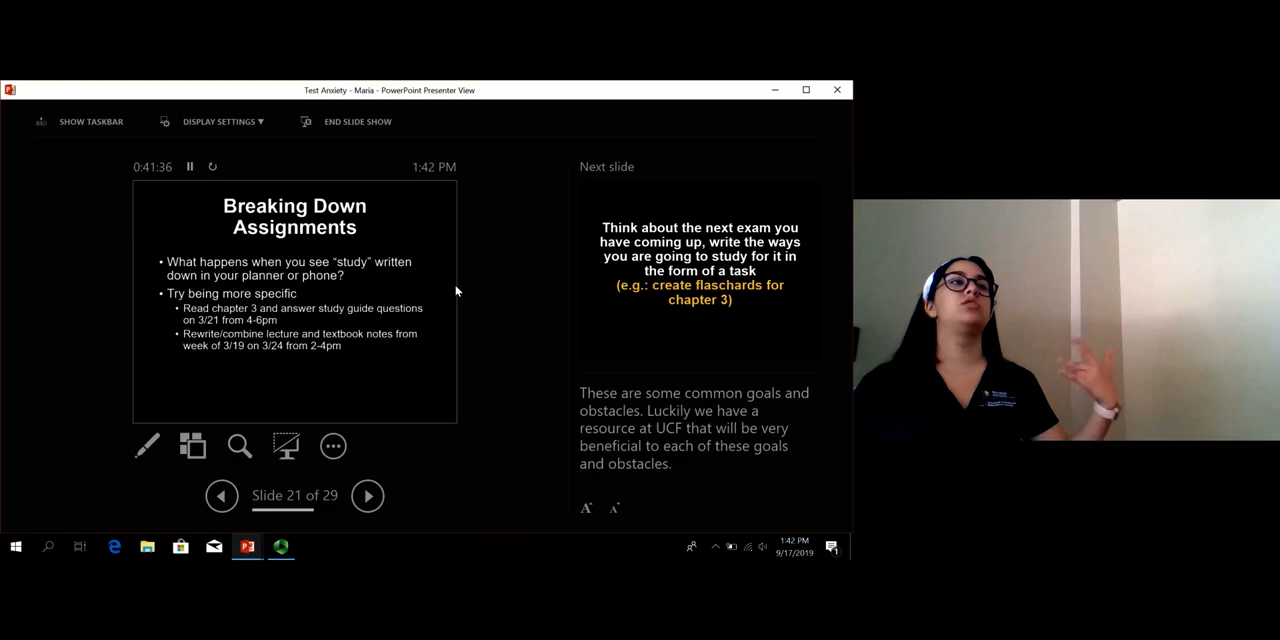 Test Anxiety - Maria - PowerPoint Presenter View
SHOW TASKBAR
DISPLAY SETTINGS ▼
END SLIDE SHOW
0:41:36
1:42 PM
Breaking Down
Assignments
• What happens when you see “study” written
down in your planner or phone?
• Try being more specific
• Read chapter 3 and answer study guide questions
on 3/21 from 4-6pm
• Rewrite/combine lecture and textbook notes from
week of 3/19 on 3/24 from 2-4pm
Slide 21 of 29
Next slide
Think about the next exam you
have coming up, write the ways
you are going to study for it in
the form of a task
(e.g.: create flaschards for
chapter 3)
These are some common goals and
obstacles. Luckily we have a
resource at UCF that will be very
beneficial to each of these goals
and obstacles.
A A
1:42 PM
9/17/2019